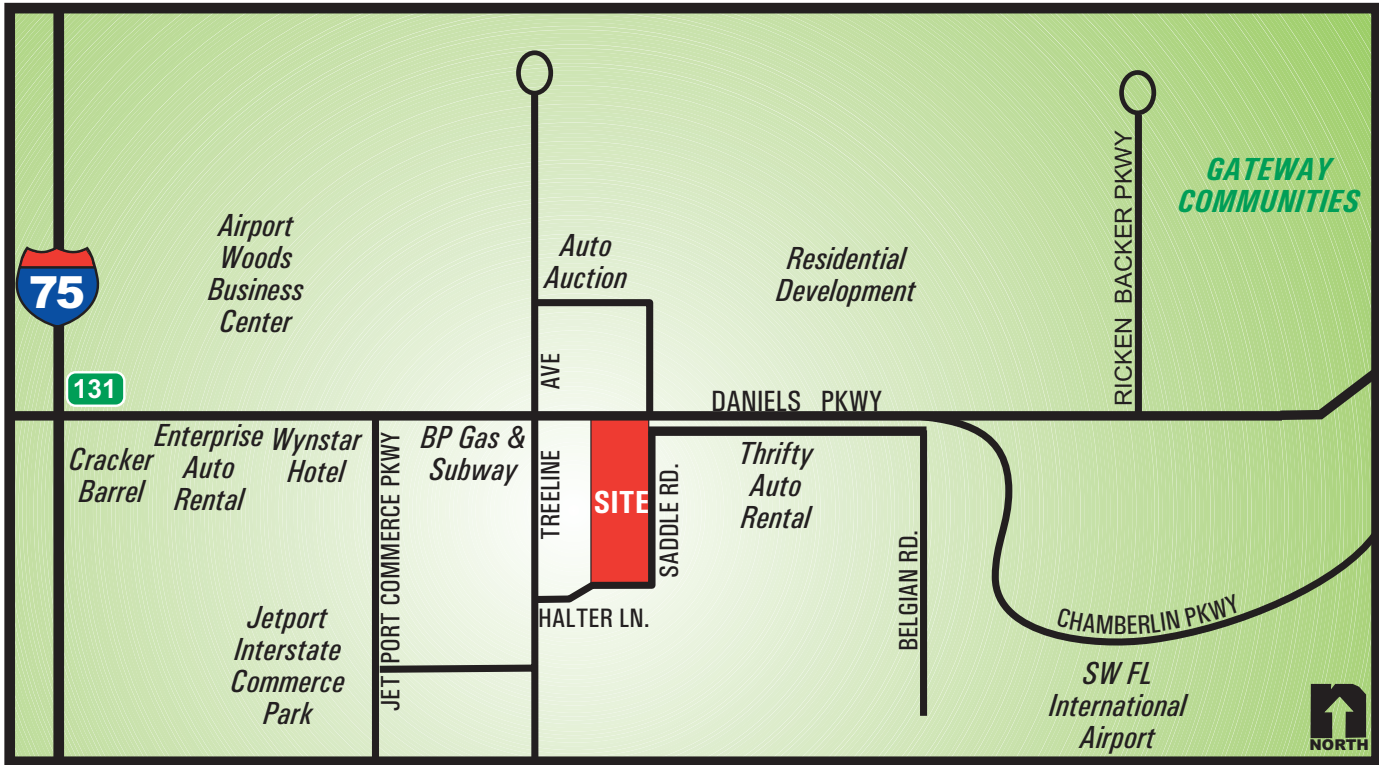 GATEWAY
COMMUNITIES
RICKEN BACKER PKWY
Airport
Woods
Business
Center
Auto
Auction
Residential
Development
75
131
AVE
DANIELS PKWY
Cracker
Barrel
Enterprise
Auto
Rental
Wynstar
Hotel
JET PORT COMMERCE PKWY
BP Gas &
Subway
TREELINE
SITE
SADDLE RD.
Thrifty
Auto
Rental
BELGIAN RD.
HALTER LN.
CHAMBERLIN PKWY
Jetport
Interstate
Commerce
Park
SW FL
International
Airport
NORTH